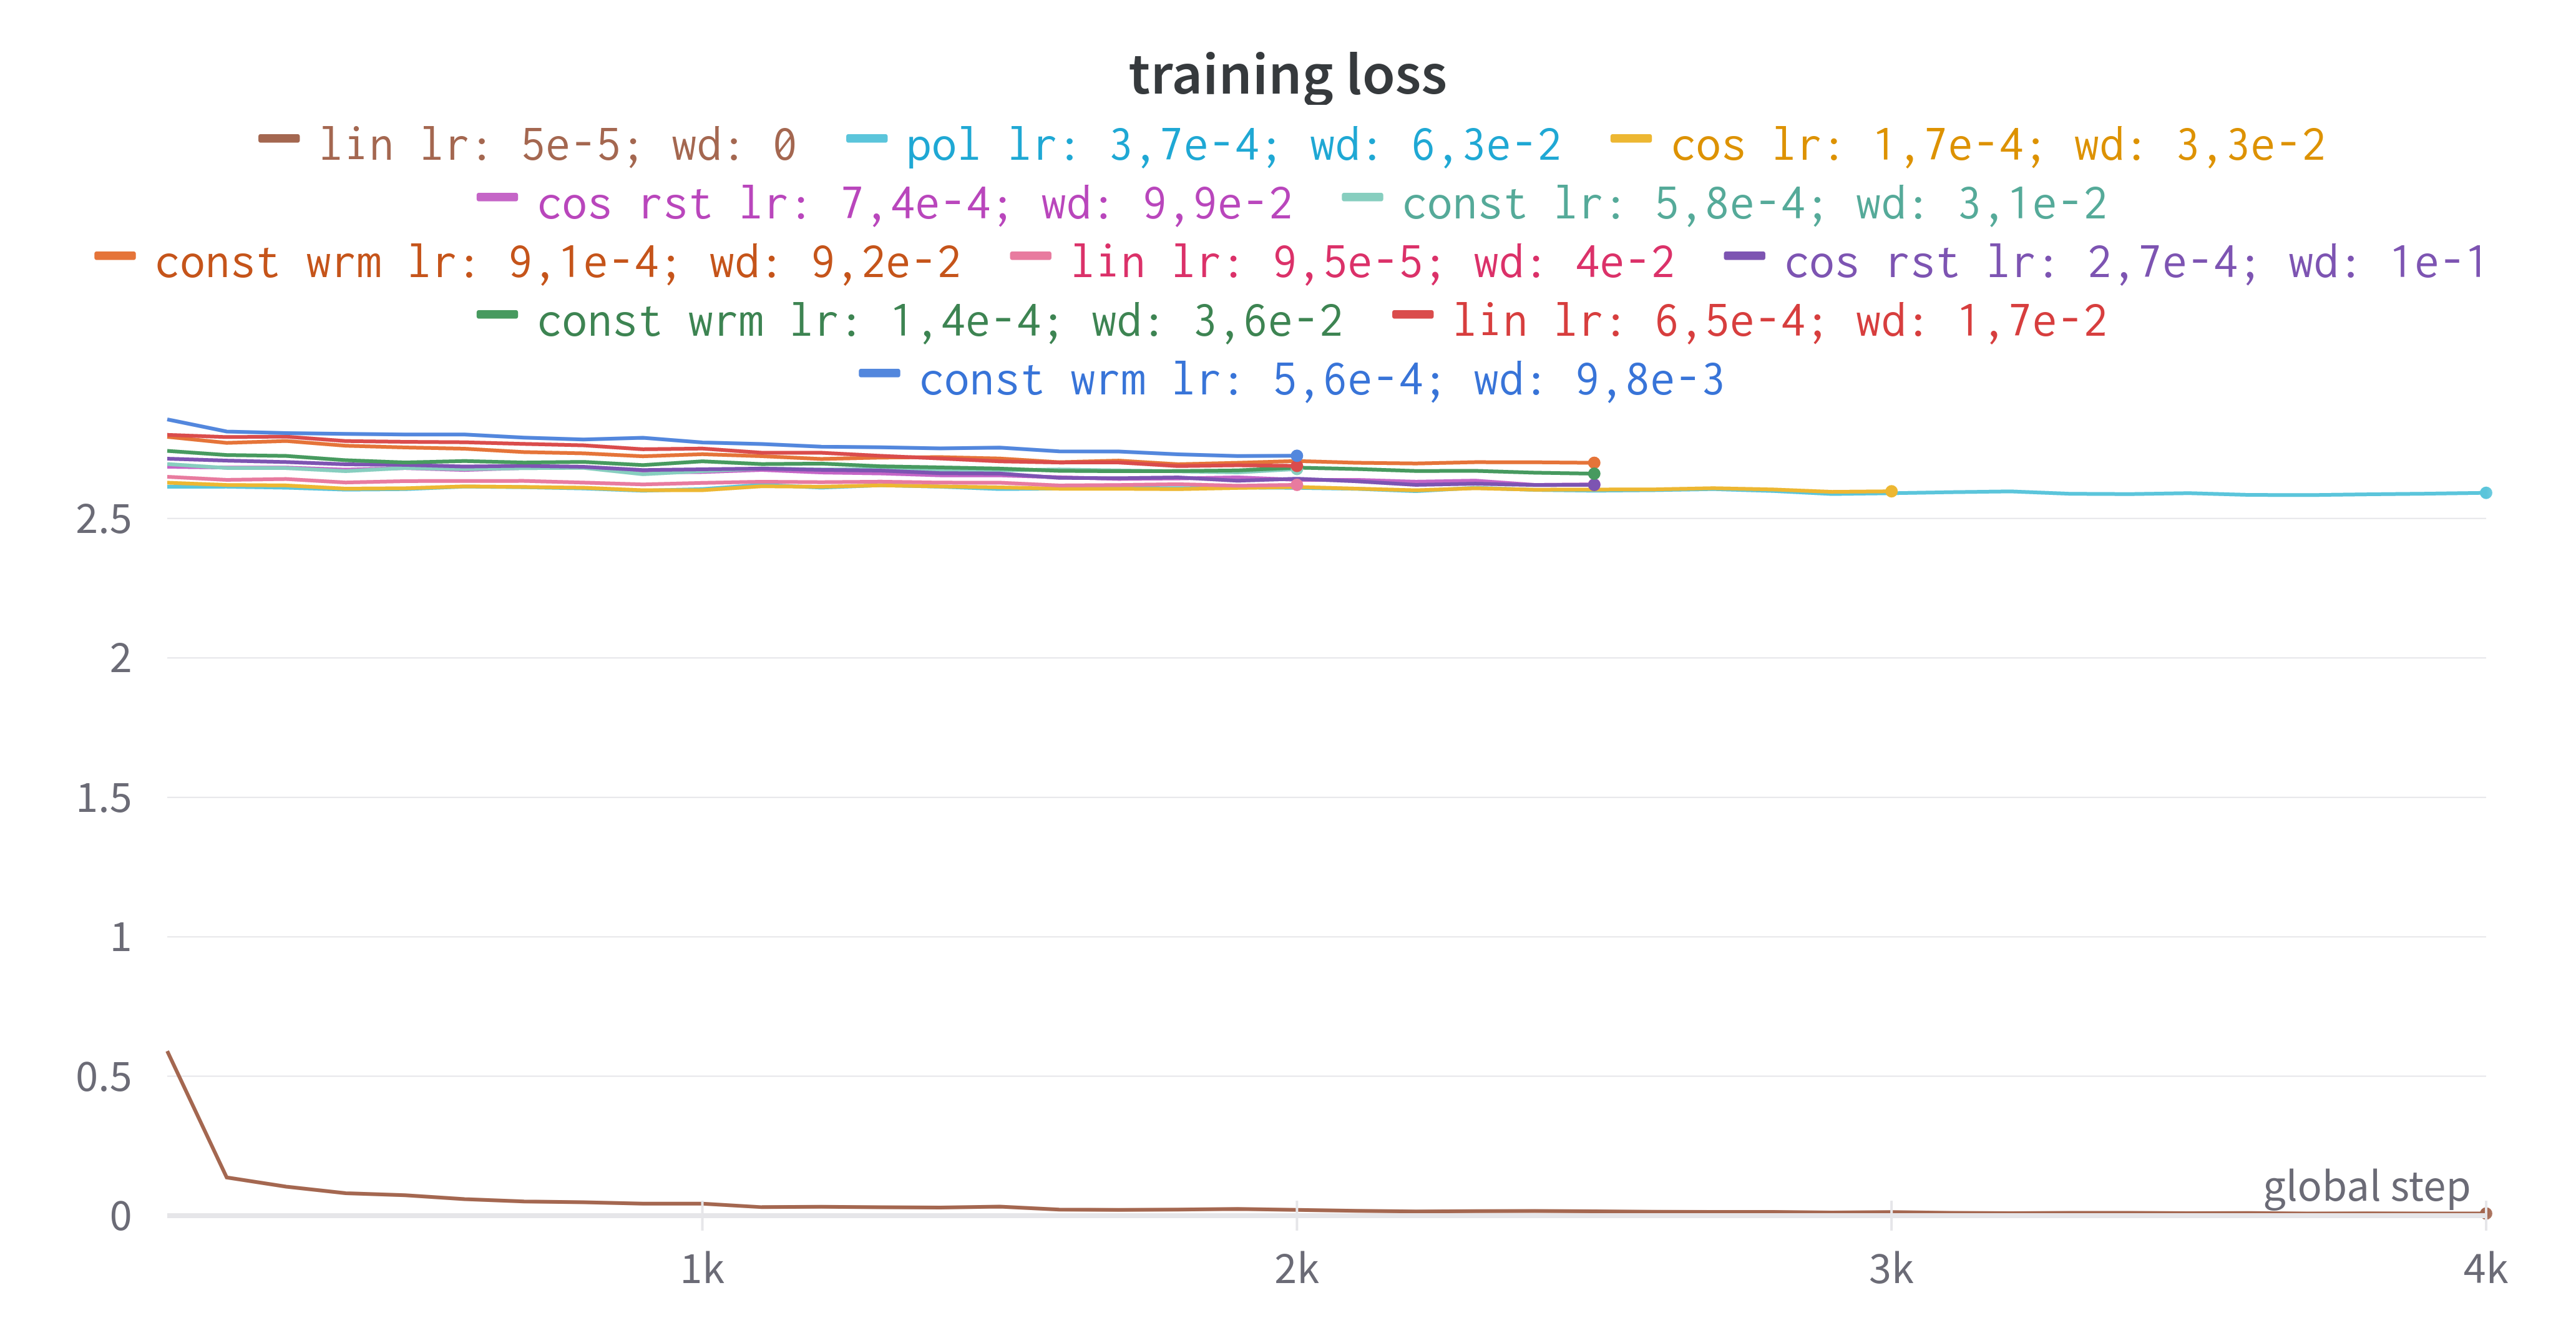 training loss
lin lr: 5e-5; wd: 0 pol lr: 3,7e-4; wd: 6,3e-2 cos lr: 1,7e-4; wd: 3,3e-2
cos rst lr: 7,4e-4; wd: 9,9e-2 const lr: 5,8e-4; wd: 3,1e-2
const wrm lr: 9,1e-4; wd: 9,2e-2 lin lr: 9,5e-5; wd: 4e-2 cos rst lr: 2,7e-4; wd: 1e-1
const wrm lr: 1,4e-4; wd: 3,6e-2 lin lr: 6,5e-4; wd: 1,7e-2
const wrm lr: 5,6e-4; wd: 9,8e-3
2.5
2
1.5
1
0.5
global step
0
1k 2k 3k 4k